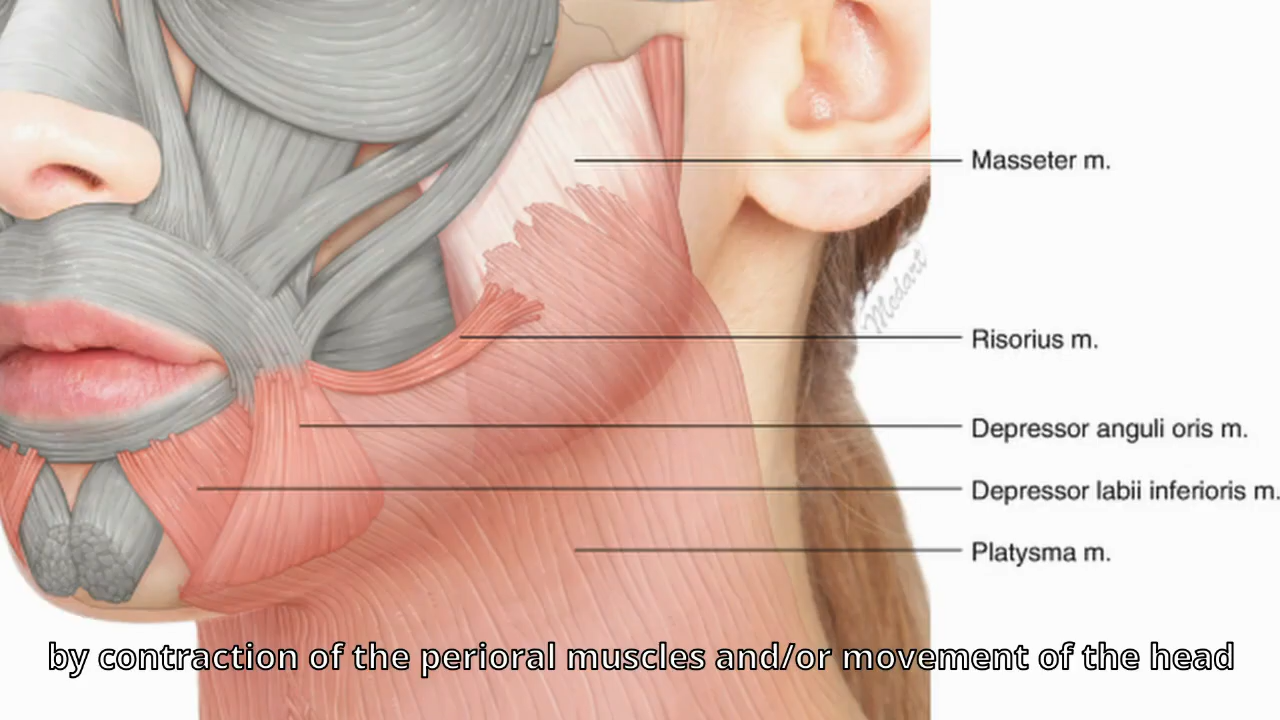 Masseter m.
Medart
Risorius m.
Depressor anguli oris m.
Depressor labii inferioris m.
Platysma m.
by contraction of the perioral muscles and/or movement of the head